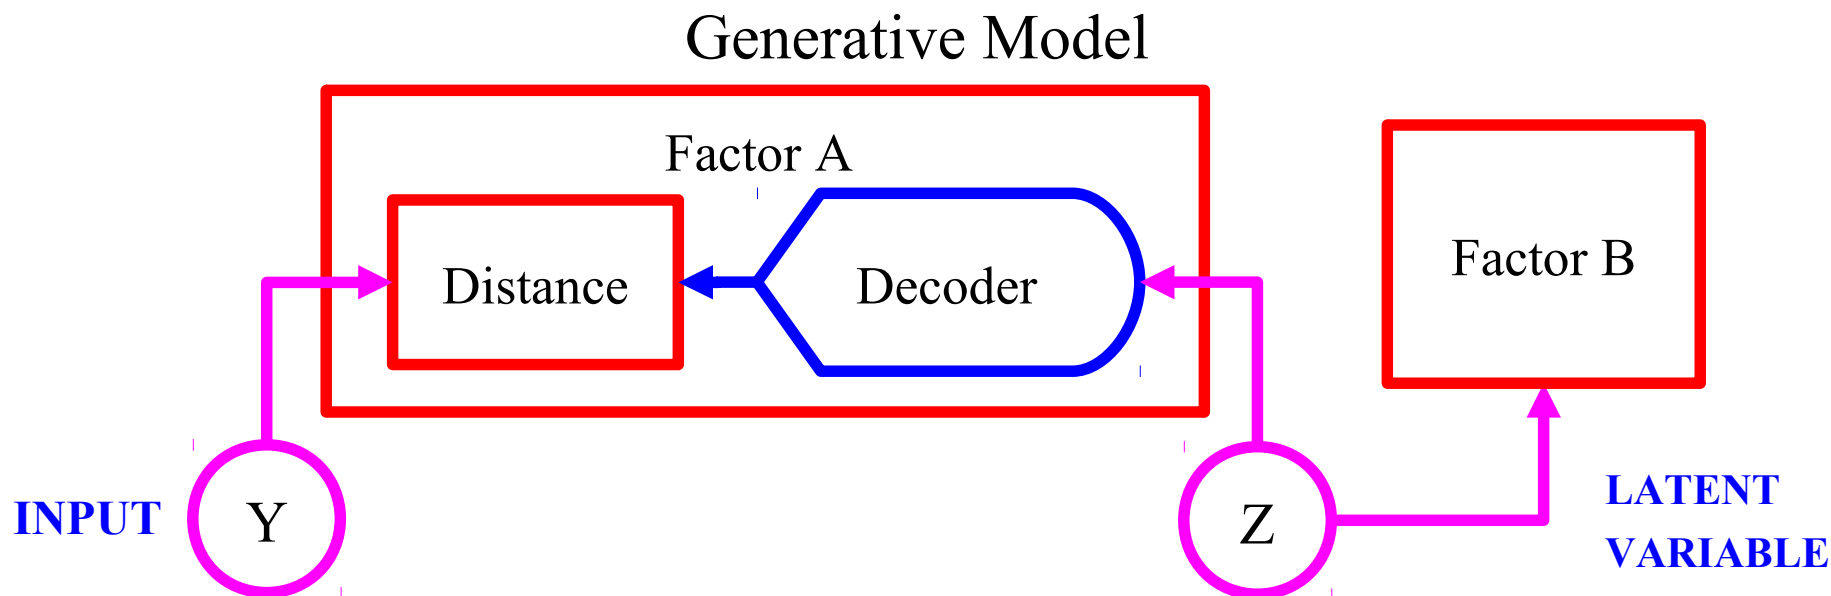 Generative Model
Factor A
Distance
Decoder
Factor B
INPUT
Y
Z
LATENT
VARIABLE